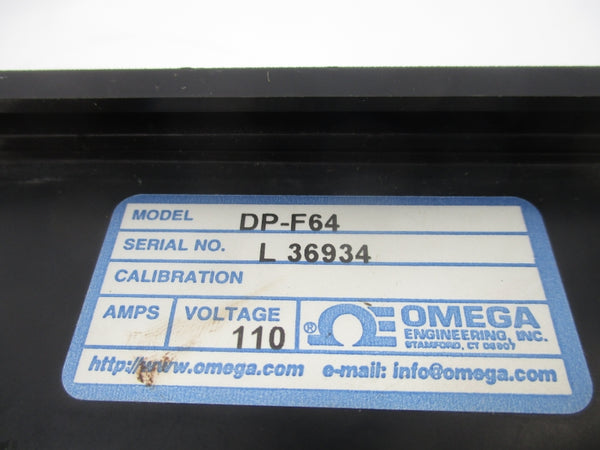 MODEL DP-F64
SERIAL NO. L 36934
CALIBRATION
AMPS VOLTAGE 110
® OMEGA
ENGINEERING, INC.
STAMFORD, CT 06907
http://www.omega.com e-mail: info@omega.com